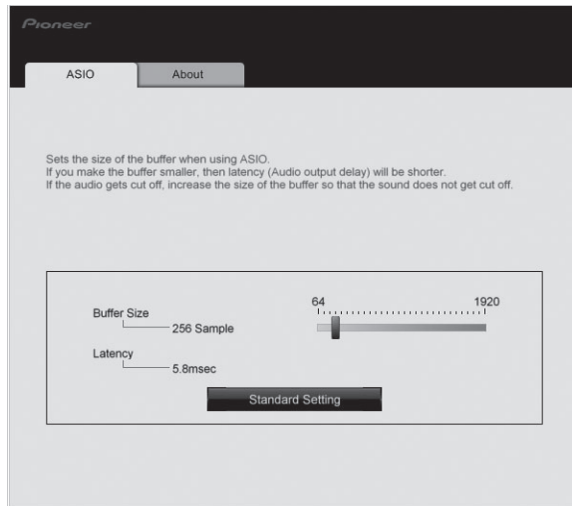 Pioneer
ASIO About
Sets the size of the buffer when using ASIO.
If you make the buffer smaller, then latency (Audio output delay) will be shorter.
If the audio gets cut off, increase the size of the buffer so that the sound does not get cut off.
64 1920
Buffer Size
256 Sample
Latency
5.8msec
Standard Setting